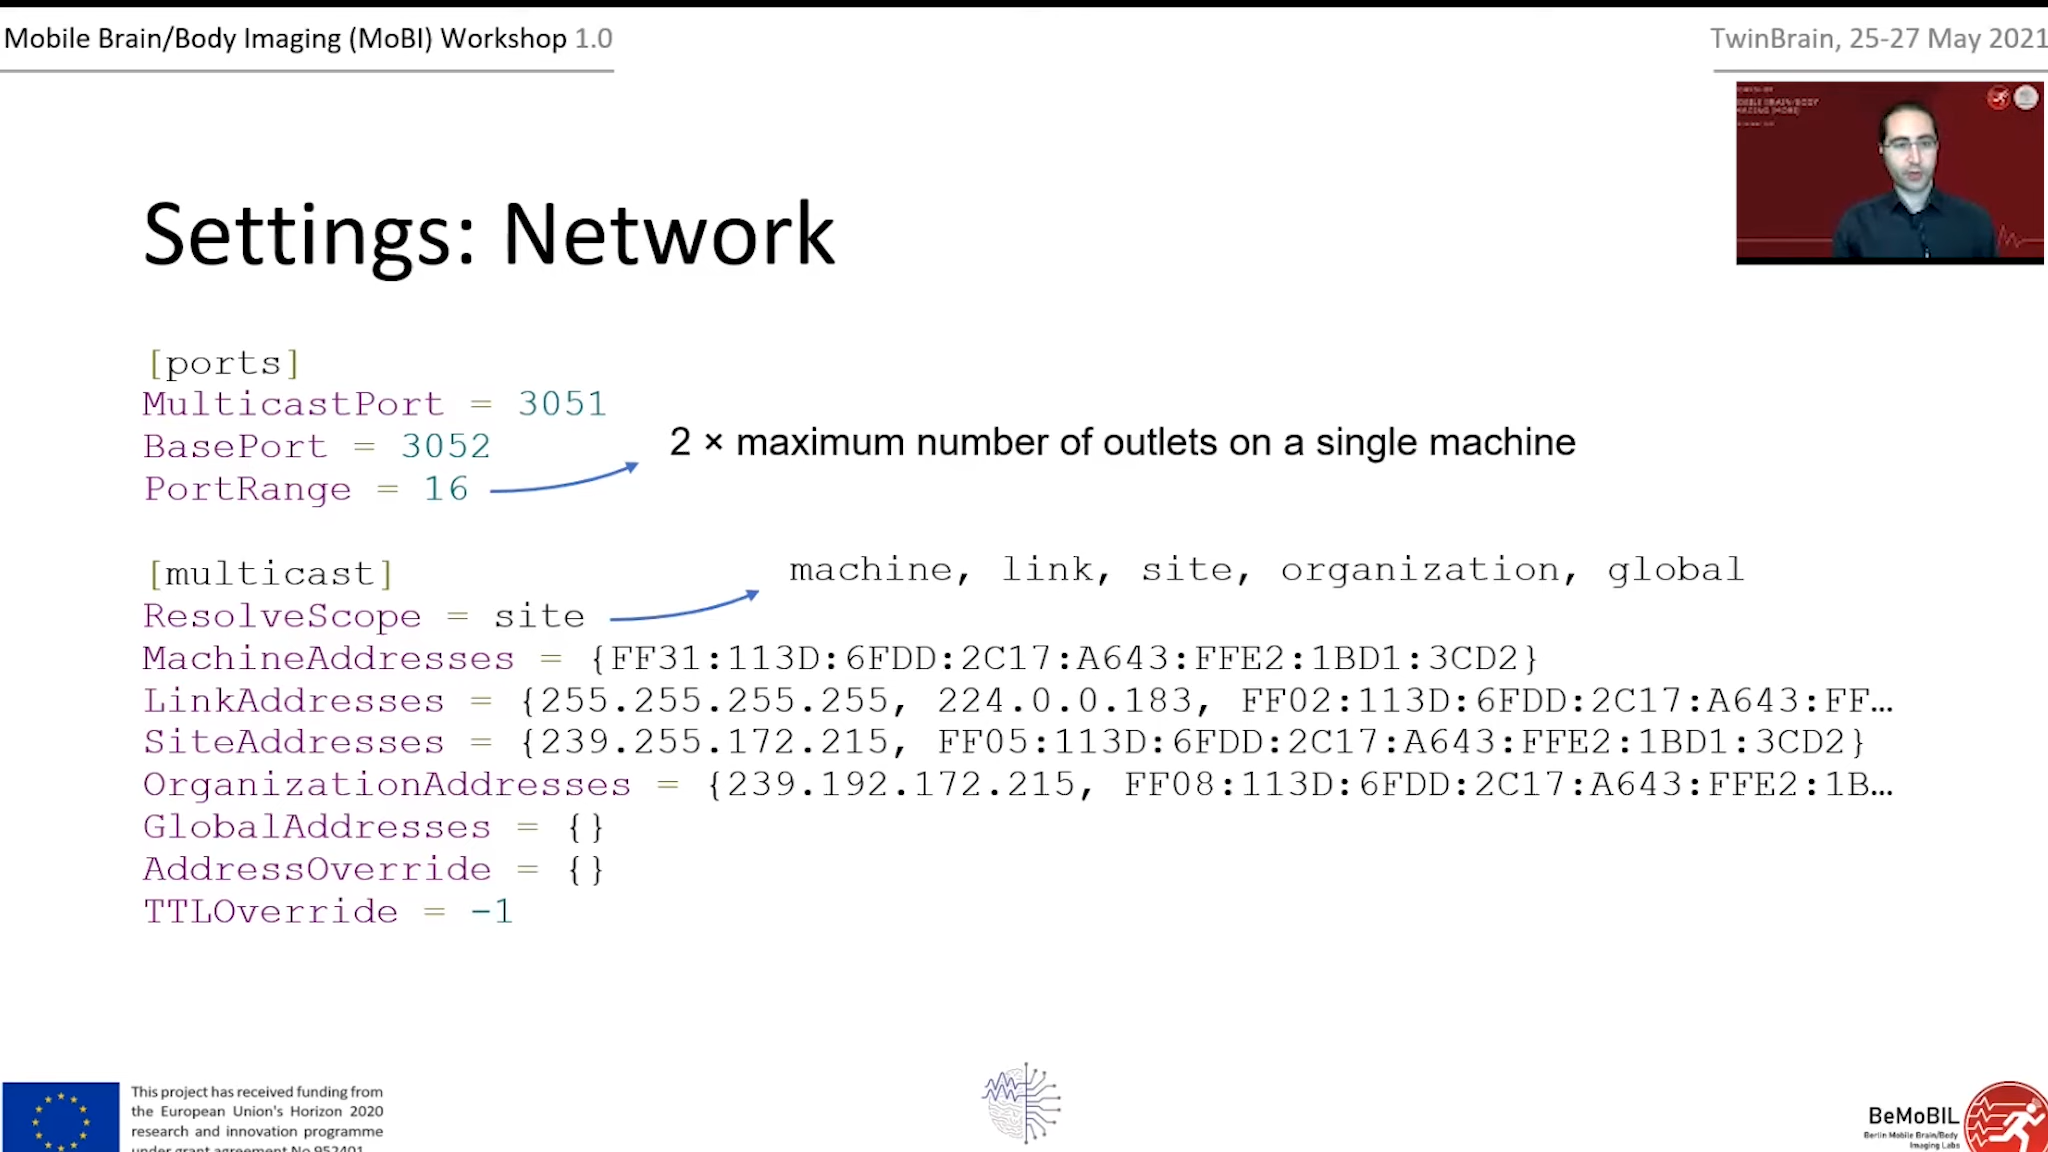 Mobile Brain/Body Imaging (MoBI) Workshop 1.0
TwinBrain, 25-27 May 2021
Settings: Network
[ports]
MulticastPort = 3051
BasePort = 3052
PortRange = 16
2 × maximum number of outlets on a single machine
[multicast]
machine, link, site, organization, global
ResolveScope = site
MachineAddresses = {FF31:113D:6FDD:2C17:A643:FFE2:1BD1:3CD2}
LinkAddresses = {255.255.255.255, 224.0.0.183, FF02:113D:6FDD:2C17:A643:FF…
SiteAddresses = {239.255.172.215, FF05:113D:6FDD:2C17:A643:FFE2:1BD1:3CD2}
OrganizationAddresses = {239.192.172.215, FF08:113D:6FDD:2C17:A643:FFE2:1B…
GlobalAddresses = {}
AddressOverride = {}
TTLOverride = -1
This project has received funding from
the European Union's Horizon 2020
research and innovation programme
under grant agreement No 952401
BeMoBIL
Berlin Mobile Brain/Body
Imaging Labs